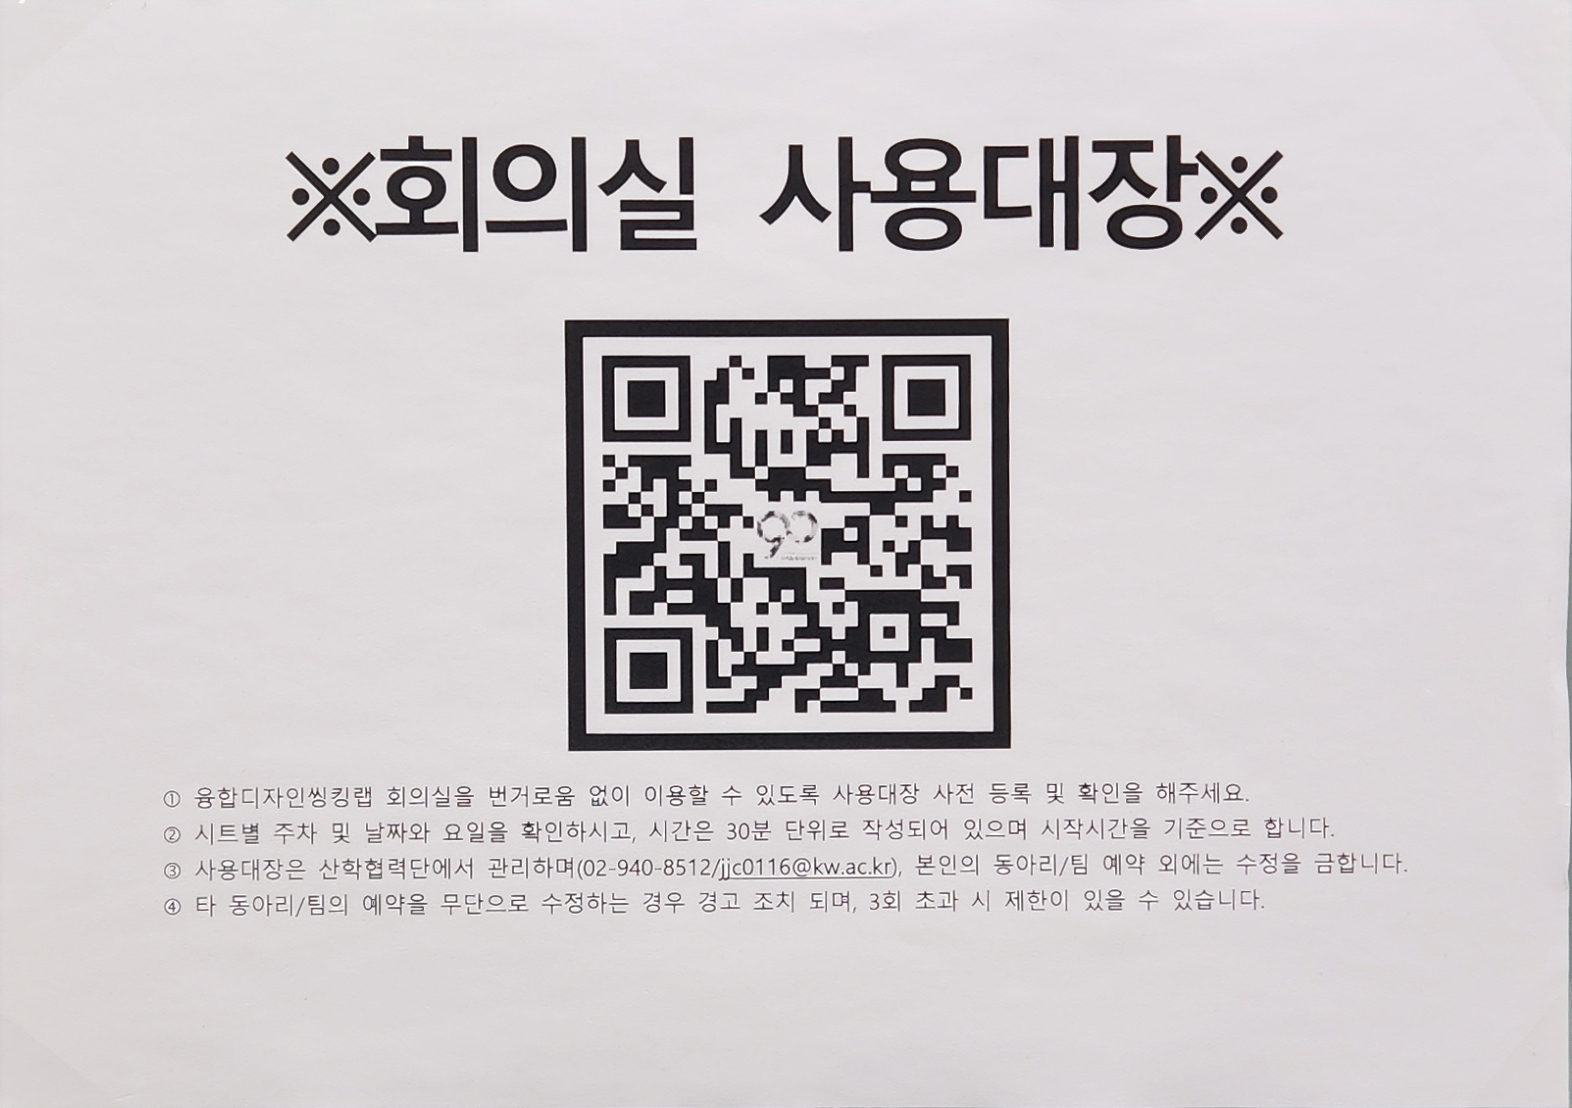 ※회의실 사용대장※
90
① 융합디자인씽킹랩 회의실을 번거로움 없이 이용할 수 있도록 사용대장 사전 등록 및 확인을 해주세요.
② 시트별 주차 및 날짜와 요일을 확인하시고, 시간은 30분 단위로 작성되어 있으며 시작시간을 기준으로 합니다.
③ 사용대장은 산학협력단에서 관리하며(02-940-8512/jjc0116@kw.ac.kr), 본인의 동아리/팀 예약 외에는 수정을 금합니다.
④ 타 동아리/팀의 예약을 무단으로 수정하는 경우 경고 조치 되며, 3회 초과 시 제한이 있을 수 있습니다.